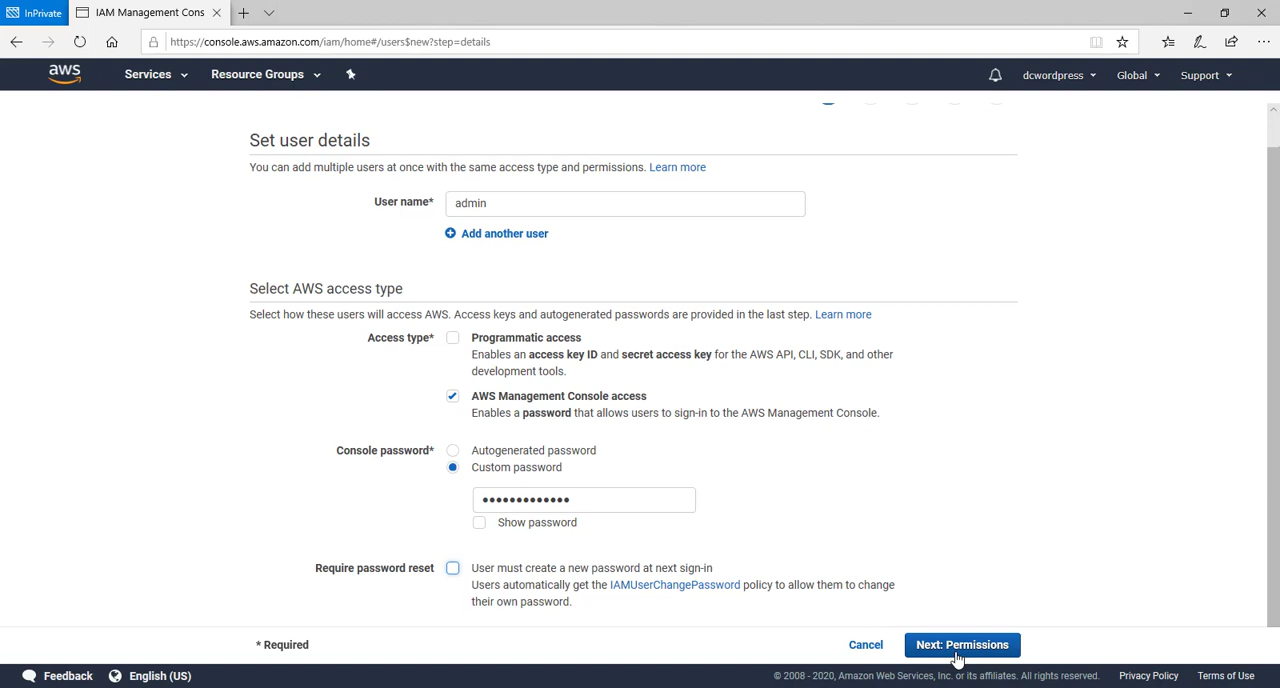 InPrivate
IAM Management Cons
https://console.aws.amazon.com/iam/home#/users$new?step=details
aws
Services
Resource Groups
dcwordpress
Global
Support
Set user details
You can add multiple users at once with the same access type and permissions. Learn more
User name*
admin
Add another user
Select AWS access type
Select how these users will access AWS. Access keys and autogenerated passwords are provided in the last step. Learn more
Access type*
Programmatic access
Enables an access key ID and secret access key for the AWS API, CLI, SDK, and other
development tools.
AWS Management Console access
Enables a password that allows users to sign-in to the AWS Management Console.
Console password*
Autogenerated password
Custom password
•••••••••••••
Show password
Require password reset
User must create a new password at next sign-in
Users automatically get the IAMUserChangePassword policy to allow them to change
their own password.
* Required
Cancel
Next: Permissions
Feedback
English (US)
© 2008 - 2020, Amazon Web Services, Inc. or its affiliates. All rights reserved.
Privacy Policy
Terms of Use